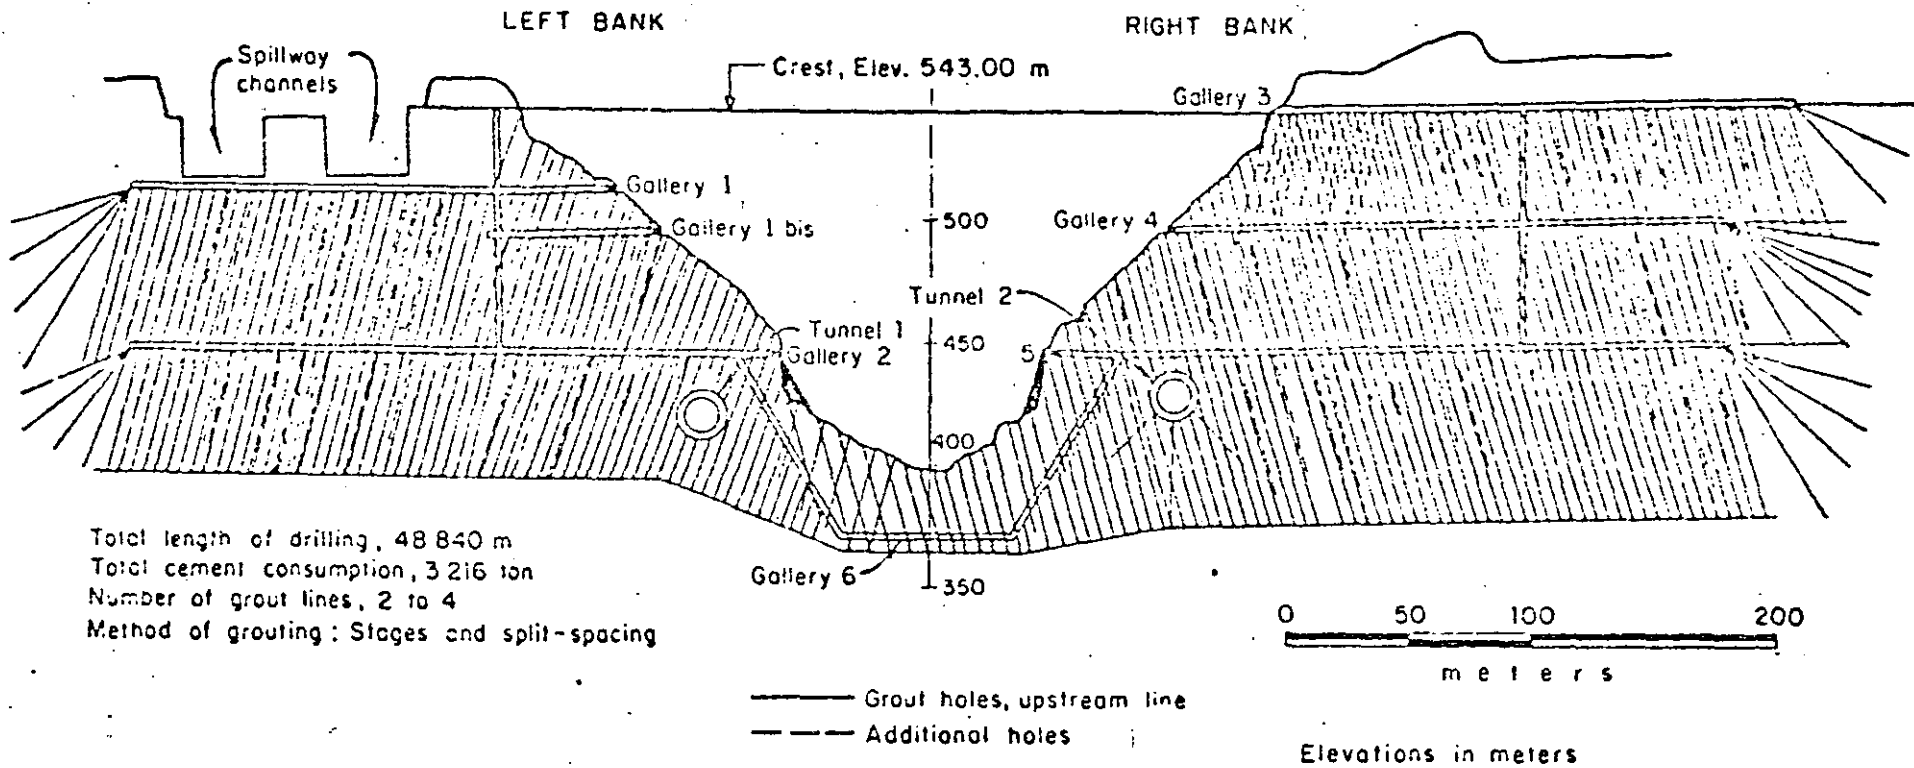 LEFT BANK
RIGHT BANK
Spillway
channels
Crest, Elev. 543.00 m
Gallery 3
Gallery 1
Gallery 1 bis
500
Gallery 4
Tunnel 2
Tunnel 1
Gallery 2
450
5
400
Gallery 6
350
Total length of drilling, 48 840 m
Total cement consumption, 3 216 ton
Number of grout lines, 2 to 4
Method of grouting: Stages and split-spacing
0 50 100 200
meters
Grout holes, upstream line
Additional holes
Elevations in meters